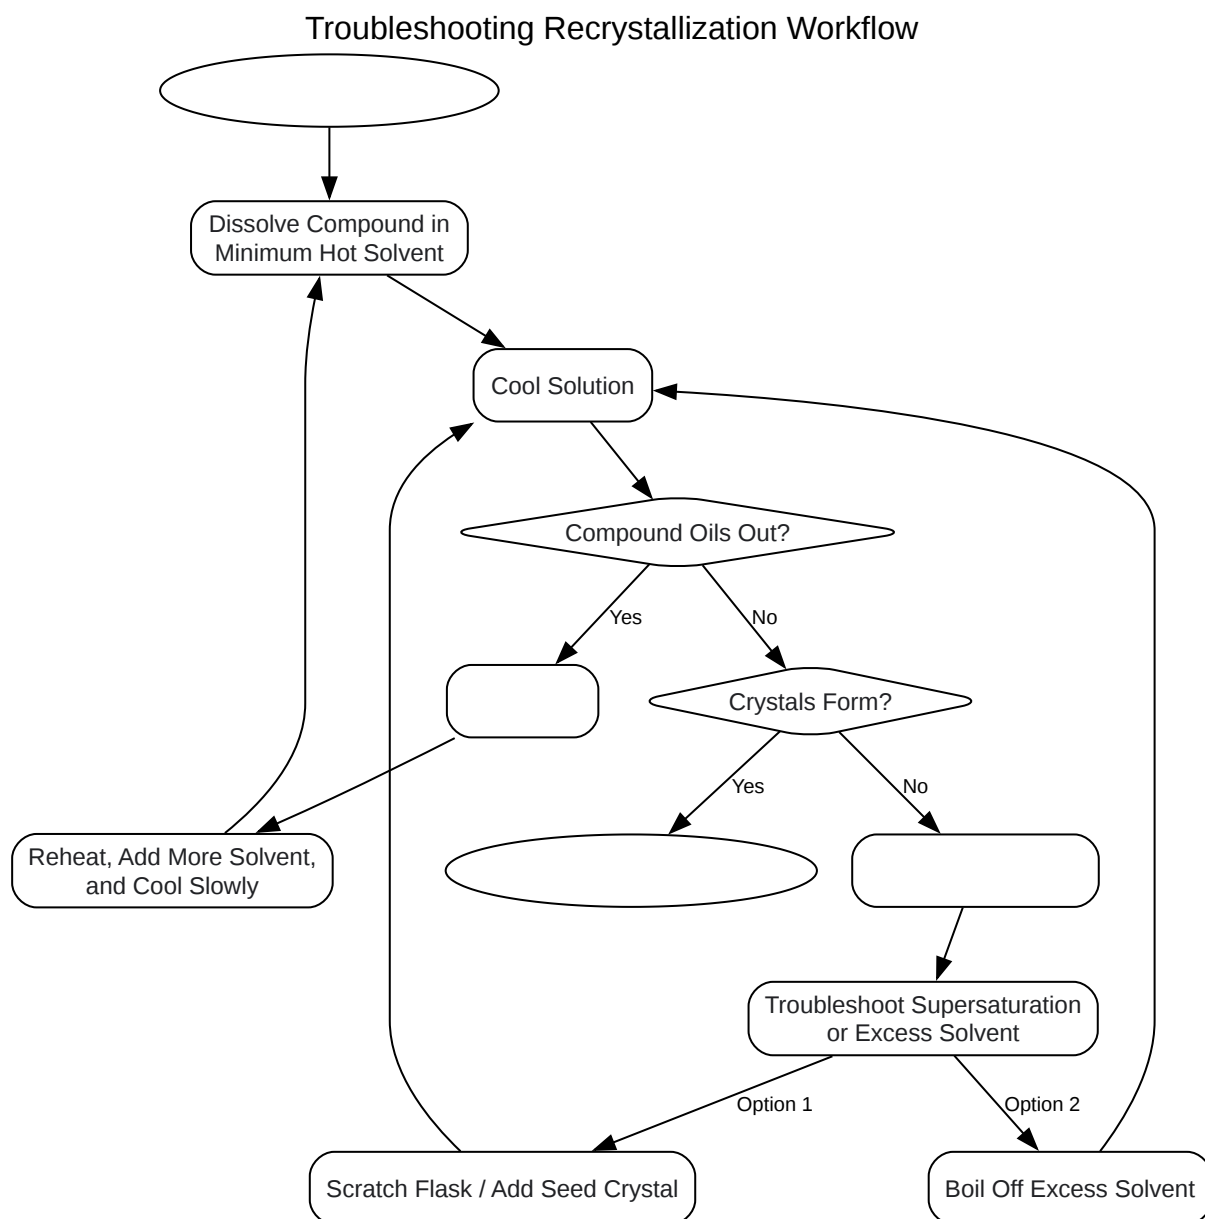 Troubleshooting Recrystallization Workflow
Dissolve Compound in
Minimum Hot Solvent
Cool Solution
Compound Oils Out?
Yes
No
Crystals Form?
Yes
No
Reheat, Add More Solvent,
and Cool Slowly
Troubleshoot Supersaturation
or Excess Solvent
Option 1
Option 2
Scratch Flask / Add Seed Crystal
Boil Off Excess Solvent